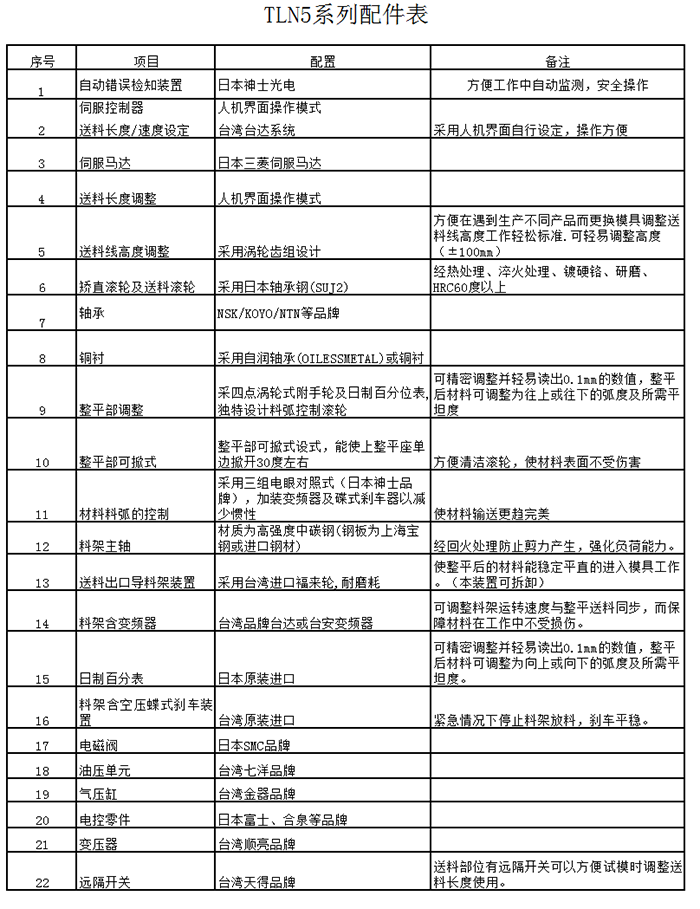 TLN5系列配件表
序号 项目 配置 备注
1 自动错误检知装置 日本神士光电 方便工作中自动监测，安全操作
伺服控制器 人机界面操作模式
2 送料长度/速度设定 台湾台达系统 采用人机界面自行设定，操作方便
3 伺服马达 日本三菱伺服马达
4 送料长度调整 人机界面操作模式
5 送料线高度调整 采用涡轮齿组设计 方便在遇到生产不同产品而更换模具调整送
料线高度工作轻松标准.可轻易调整高度
（±100mm）
6 矫直滚轮及送料滚轮 采用日本轴承钢(SUJ2) 经热处理、淬火处理、镀硬铬、研磨、
HRC60度以上
7 轴承 NSK/KOYO/NTN等品牌
8 铜衬 采用自润轴承(OILESSMETAL)或铜衬
9 整平部调整 采四点涡轮式附手轮及日制百分位表,
独特设计料弧控制滚轮
可精密调整并轻易读出0.1mm的数值，整平
后材料可调整为往上或往下的弧度及所需平
坦度
10 整平部可掀式 整平部可掀式设式，能使上整平座单
边掀开30度左右
方便清洁滚轮，使材料表面不受伤害
11 材料料弧的控制 采用三组电眼对照式（日本神士品
牌），加装变频器及碟式刹车器以减
少惯性
使材料输送更趋完美
12 料架主轴 材质为高强度中碳钢(钢板为上海宝
钢或进口钢材)
经回火处理防止剪力产生，强化负荷能力。
13 送料出口导料架装置 采用台湾进口福来轮,耐磨耗 使整平后的材料能稳定平直的进入模具工作
。（本装置可拆卸）
14 料架含变频器 台湾品牌台达或台安变频器 可调整料架运转速度与整平送料同步，而保
障材料在工作中不受损伤。
15 日制百分表 日本原装进口 可精密调整并轻易读出0.1mm的数值，整平
后材料可调整为向上或向下的弧度及所需平
坦度。
16 料架含空压蝶式刹车装
置
台湾原装进口 紧急情况下停止料架放料，刹车平稳。
17 电磁阀 日本SMC品牌
18 油压单元 台湾七洋品牌
19 气压缸 台湾金器品牌
20 电控零件 日本富士、合泉等品牌
21 变压器 台湾顺亮品牌
22 远隔开关 台湾天得品牌 送料部位有远隔开关可以方便试模时调整送
料长度使用。